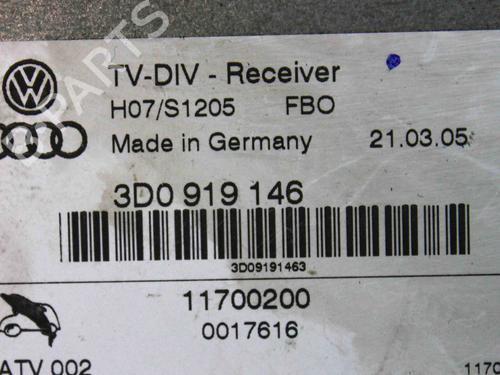 TV-DIV - Receiver
H07/S1205 FBO
Made in Germany 21.03.05
3D0 919 146
3D09191463
11700200
0017616
ATV 002 1170